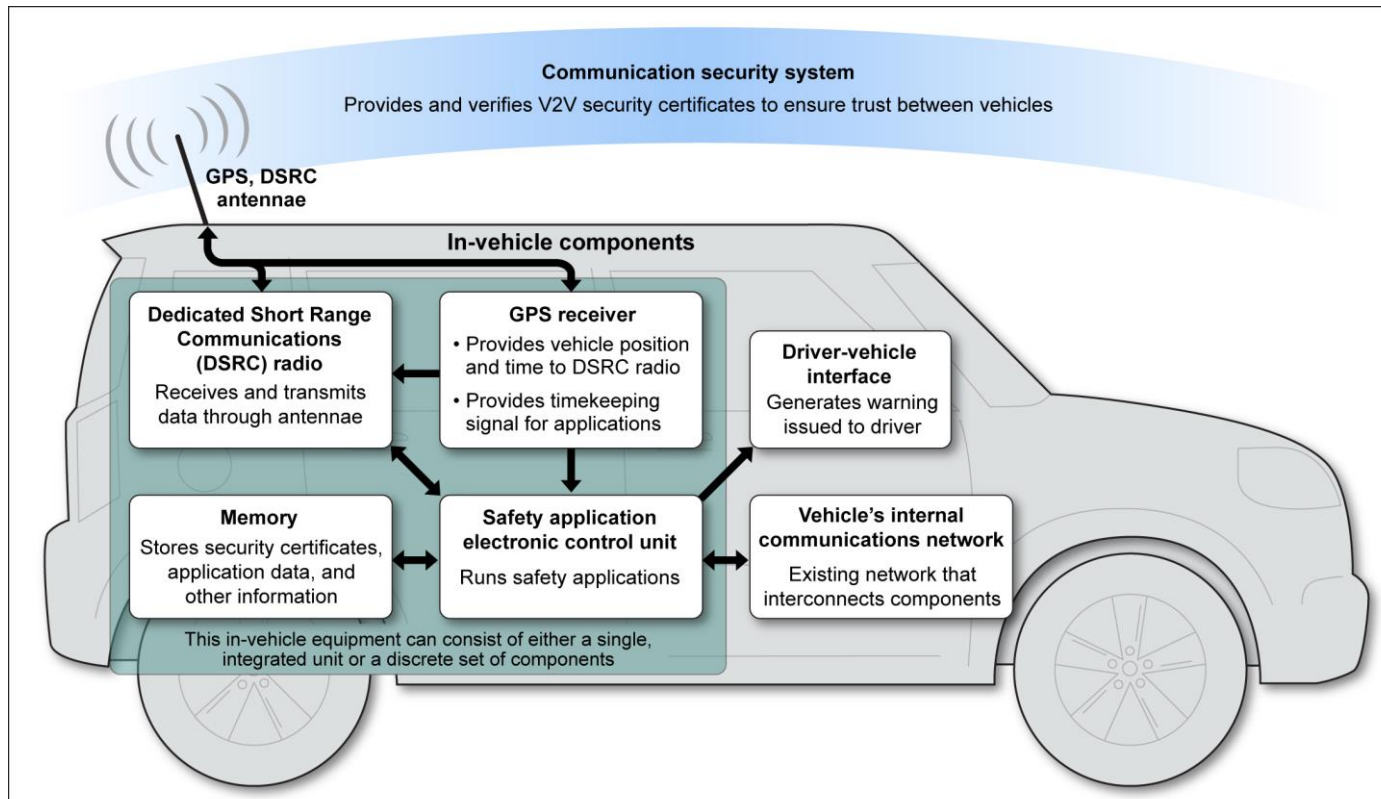 Communication security system
Provides and verifies V2V security certificates to ensure trust between vehicles
GPS, DSRC
antennae
In-vehicle components
Dedicated Short Range
Communications
(DSRC) radio
Receives and transmits
data through antennae
GPS receiver
• Provides vehicle position
and time to DSRC radio
• Provides timekeeping
signal for applications
Driver-vehicle
interface
Generates warning
issued to driver
Memory
Stores security certificates,
application data, and
other information
Safety application
electronic control unit
Runs safety applications
Vehicle’s internal
communications network
Existing network that
interconnects components
This in-vehicle equipment can consist of either a single,
integrated unit or a discrete set of components